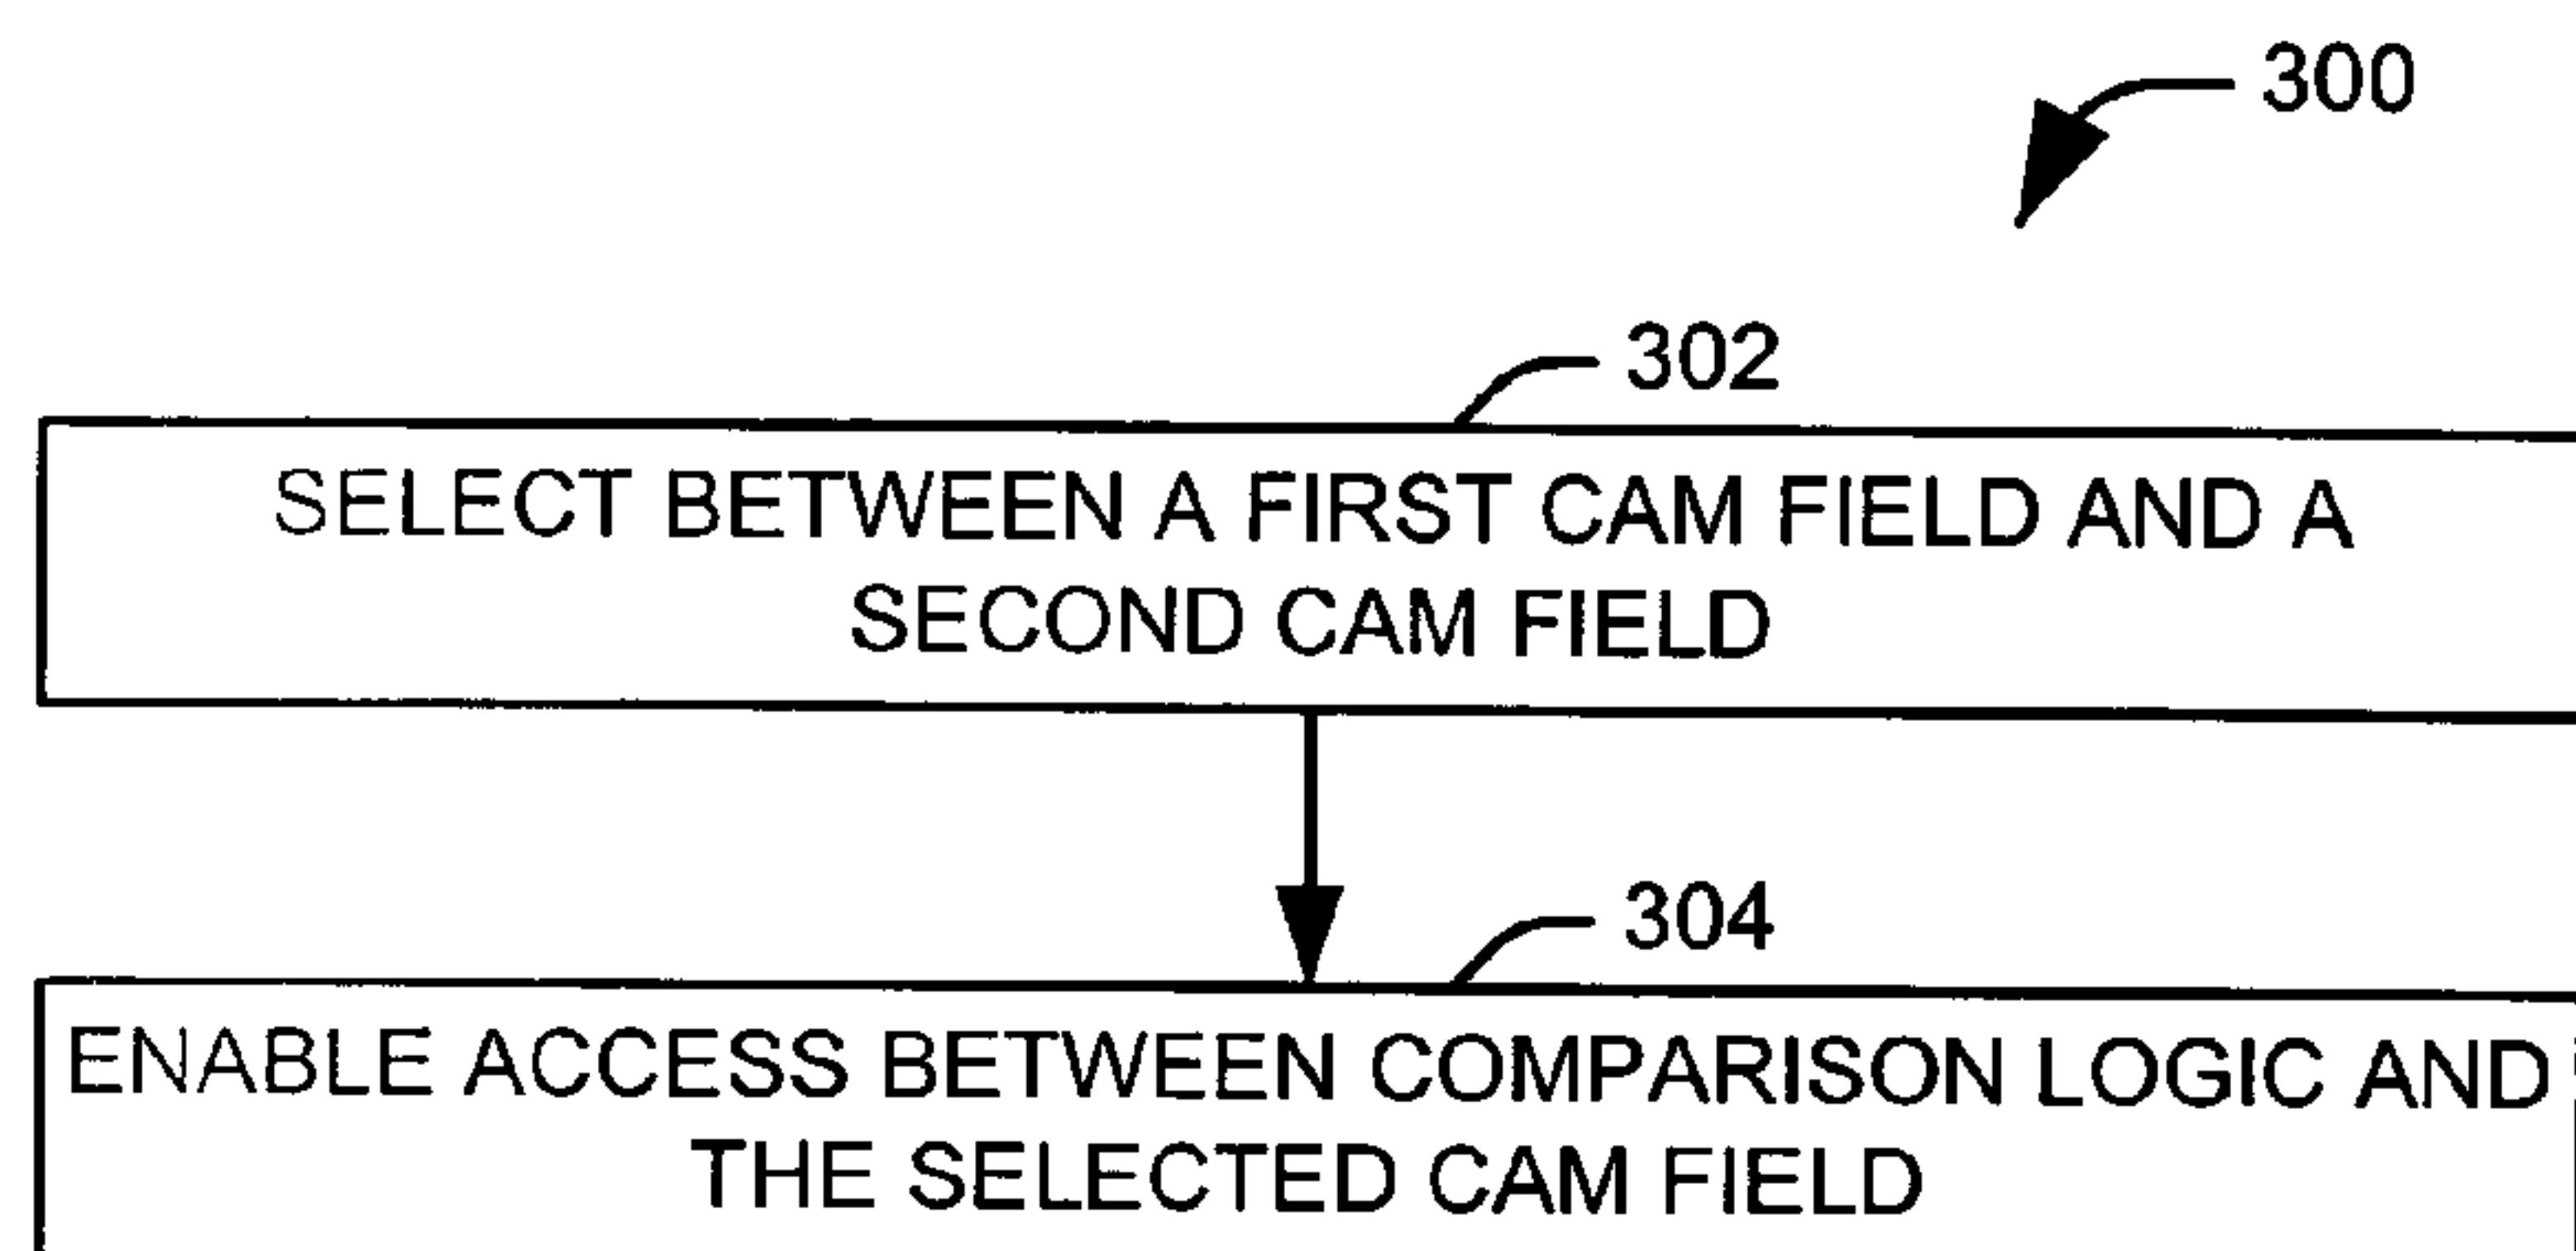 300
302
SELECT BETWEEN A FIRST CAM FIELD AND A
SECOND CAM FIELD
304
ENABLE ACCESS BETWEEN COMPARISON LOGIC AND
THE SELECTED CAM FIELD